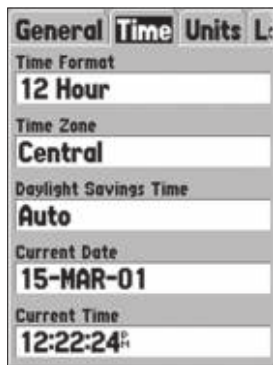 General Time Units
Time Format
12 Hour
Time Zone
Central
Daylight Savings Time
Auto
Current Date
15-MAR-01
Current Time
12:22:24 PM